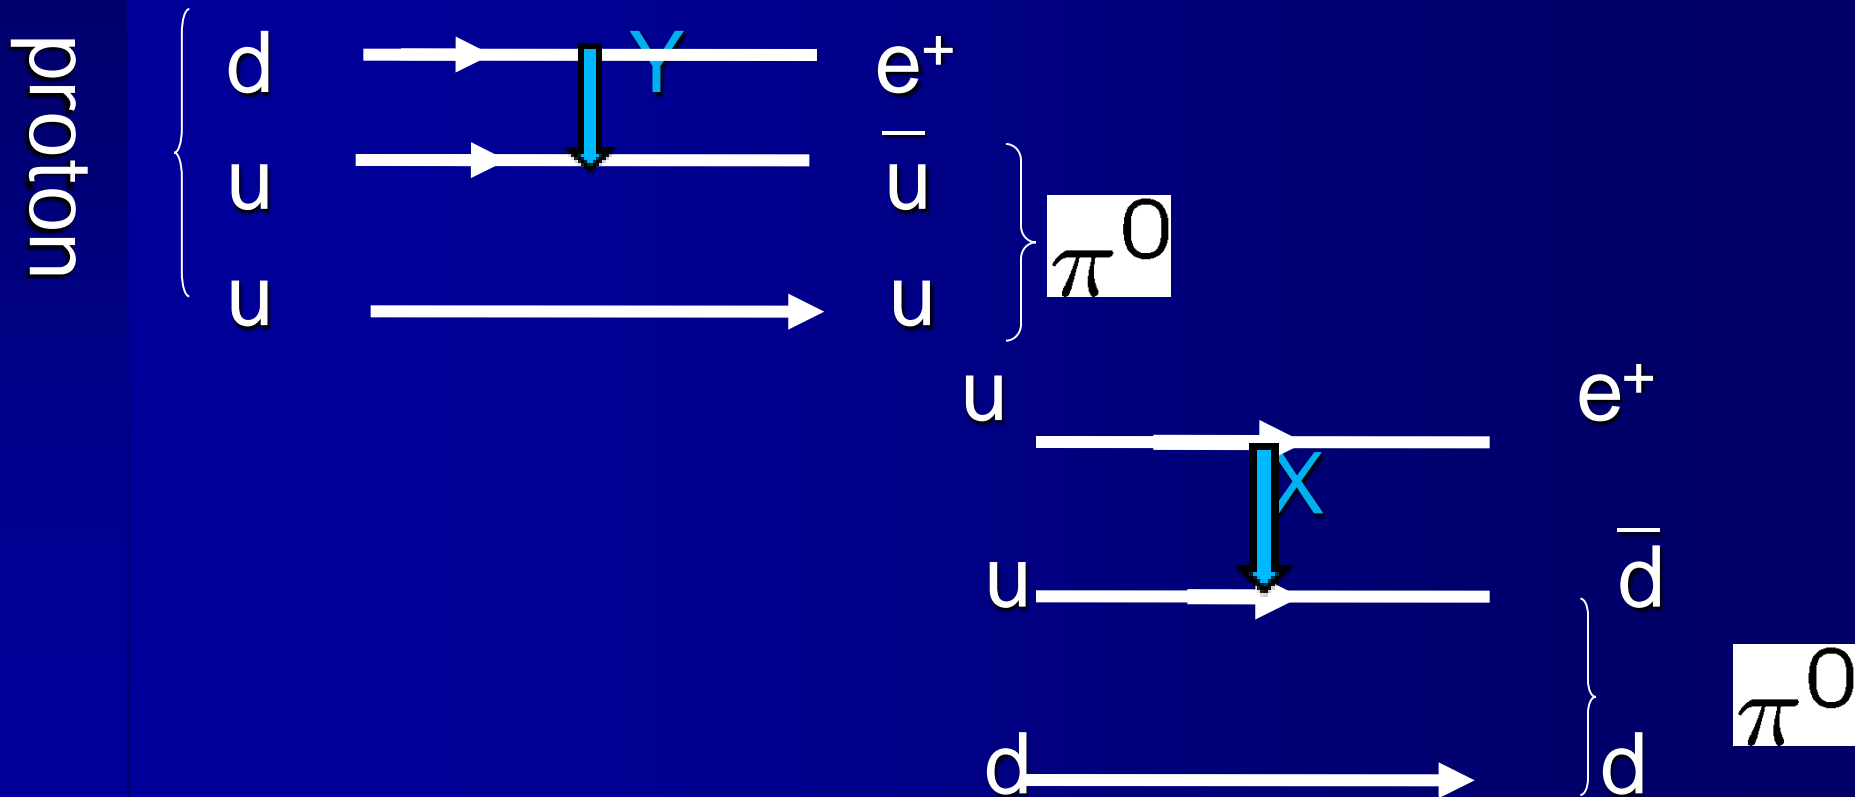 proton
d Y e⁺
u u̅
u u
π⁰
u e⁺
X
u d̅
π⁰
d d